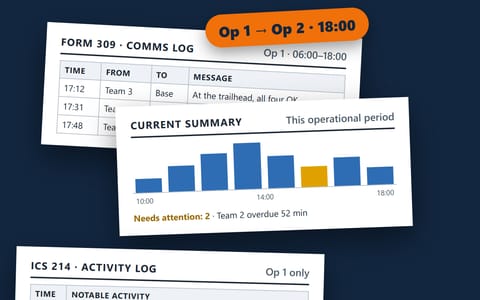 Op 1 → Op 2 · 18:00
FORM 309 · COMMS LOG
Op 1 · 06:00–18:00
TIME FROM TO MESSAGE
17:12 Team 3 Base At the trailhead, all four OK
17:31
17:48
CURRENT SUMMARY
This operational period
10:00 14:00 18:00
Needs attention: 2 · Team 2 overdue 52 min
ICS 214 · ACTIVITY LOG
Op 1 only
TIME NOTABLE ACTIVITY